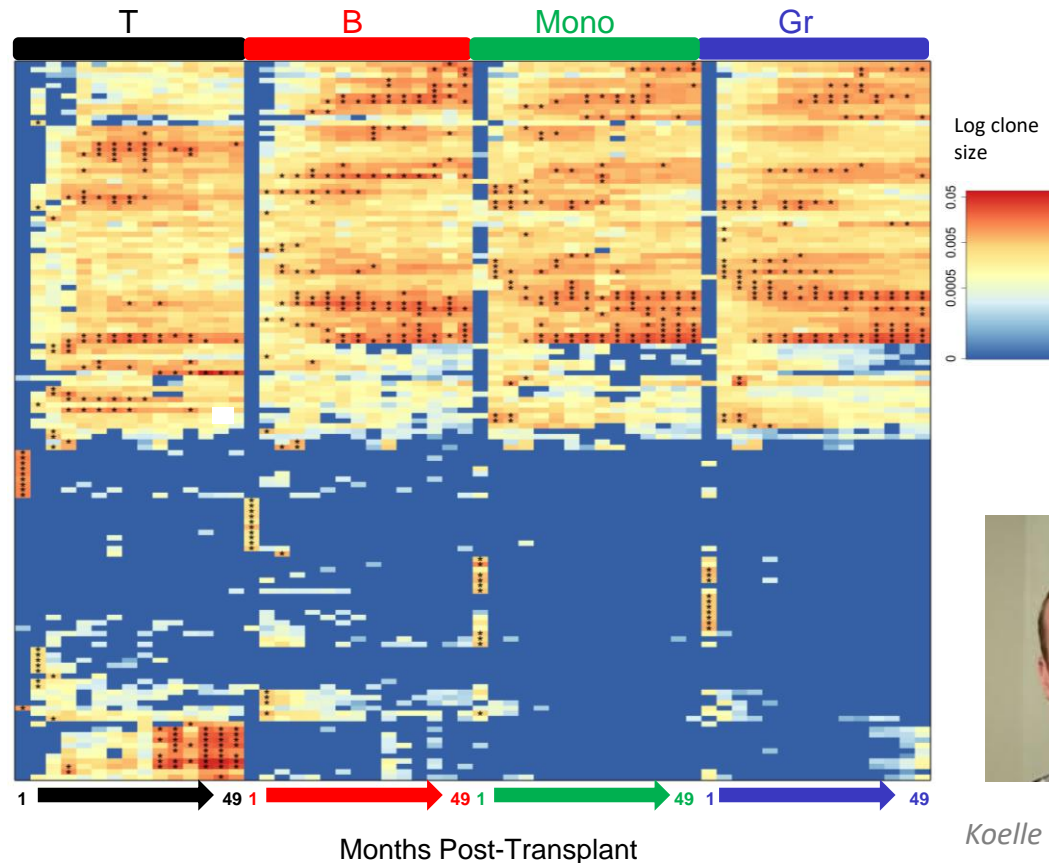 T B Mono Gr
Log clone
size
0.05
0.005
0.0005
0
1 49 1 49 1 49 1 49
Months Post-Transplant
Koelle